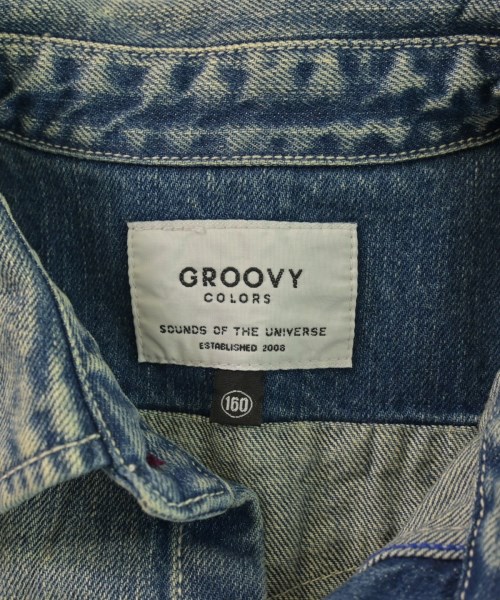 GROOVY
COLORS
SOUNDS OF THE UNIVERSE
ESTABLISHED 2008
160